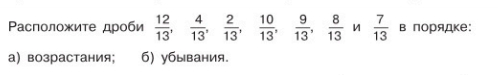 Расположите дроби 12/13, 4/13, 2/13, 10/13, 9/13, 8/13 и 7/13 в порядке:
а) возрастания; б) убывания.